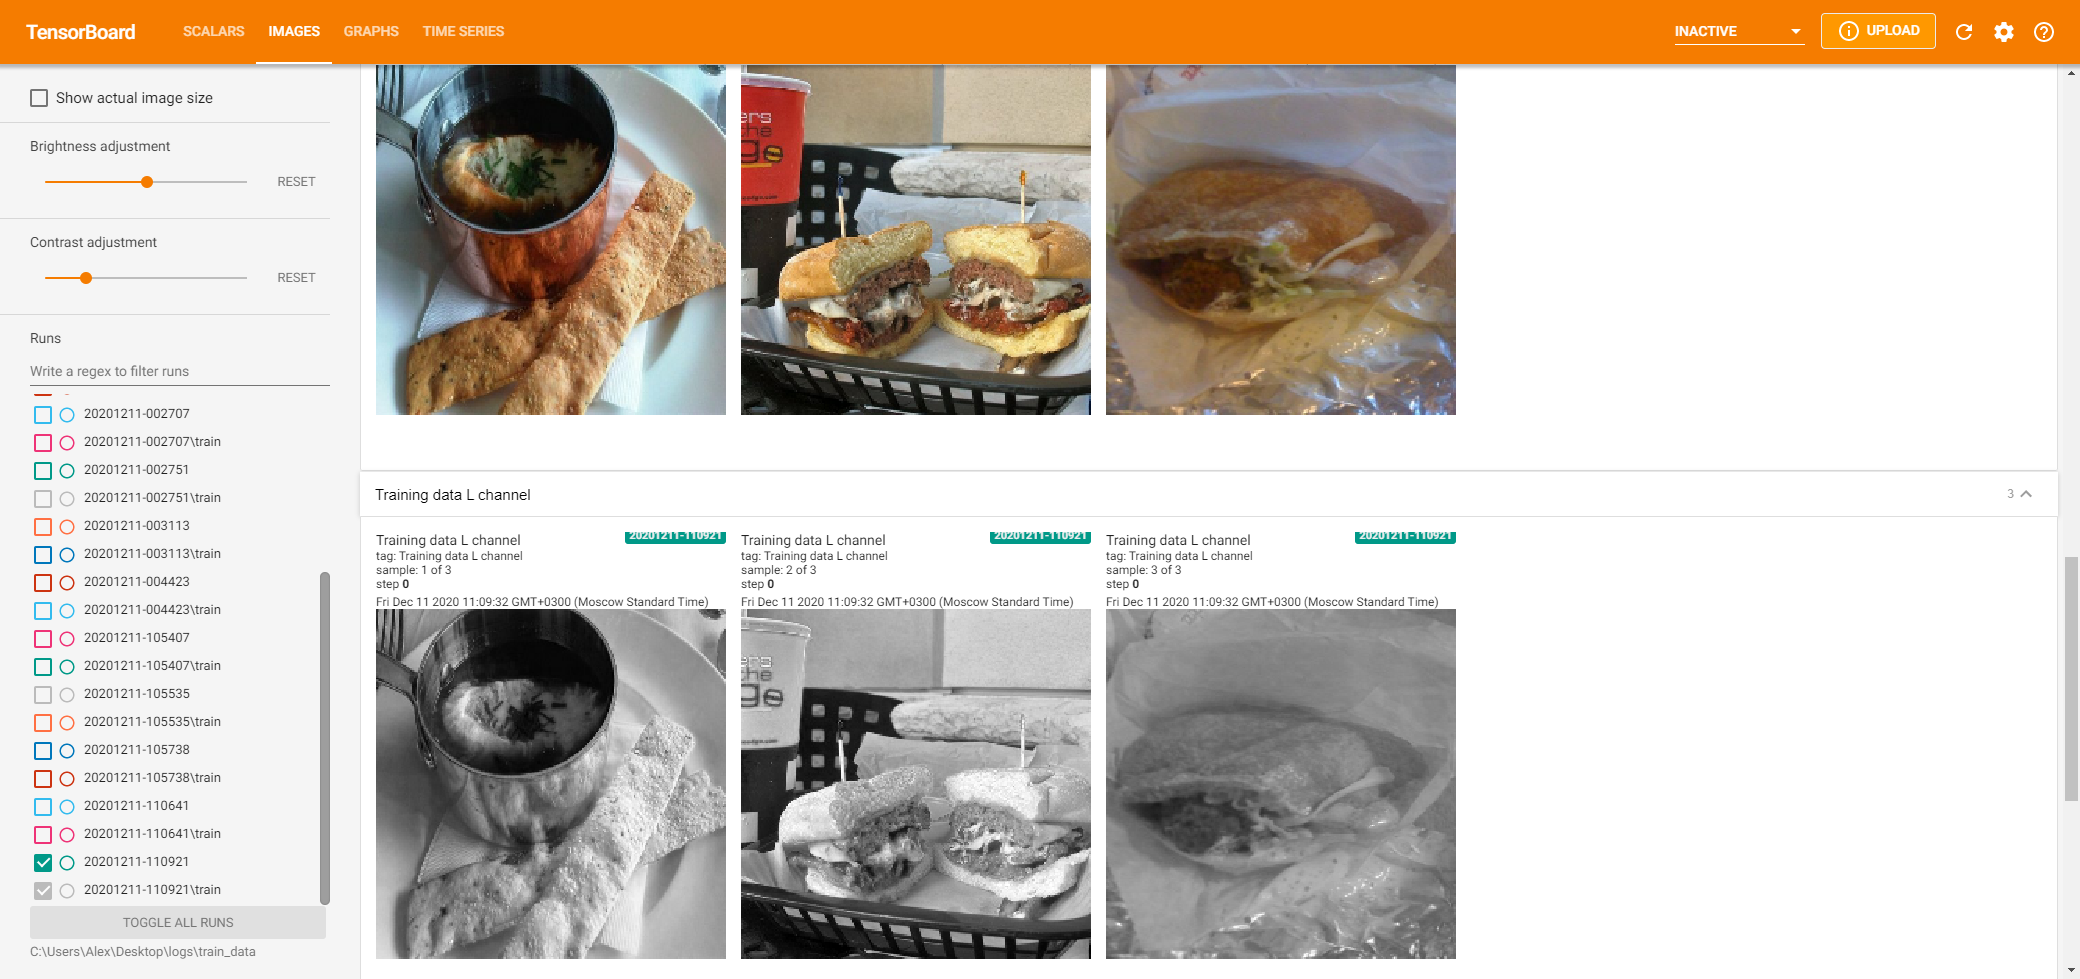 TensorBoard
SCALARS
IMAGES
GRAPHS
TIME SERIES
INACTIVE
UPLOAD
Show actual image size
Brightness adjustment
RESET
Contrast adjustment
RESET
Runs
Write a regex to filter runs
20201211-002707
20201211-002707\train
20201211-002751
20201211-002751\train
20201211-003113
20201211-003113\train
20201211-004423
20201211-004423\train
20201211-105407
20201211-105407\train
20201211-105535
20201211-105535\train
20201211-105738
20201211-105738\train
20201211-110641
20201211-110641\train
20201211-110921
20201211-110921\train
TOGGLE ALL RUNS
C:\Users\Alex\Desktop\logs\train_data
ers
the
ge
Training data L channel
3
Training data L channel
20201211-110921
tag: Training data L channel
sample: 1 of 3
step 0
Fri Dec 11 2020 11:09:32 GMT+0300 (Moscow Standard Time)
Training data L channel
20201211-110921
tag: Training data L channel
sample: 2 of 3
step 0
Fri Dec 11 2020 11:09:32 GMT+0300 (Moscow Standard Time)
Training data L channel
20201211-110921
tag: Training data L channel
sample: 3 of 3
step 0
Fri Dec 11 2020 11:09:32 GMT+0300 (Moscow Standard Time)
ers
the
ge